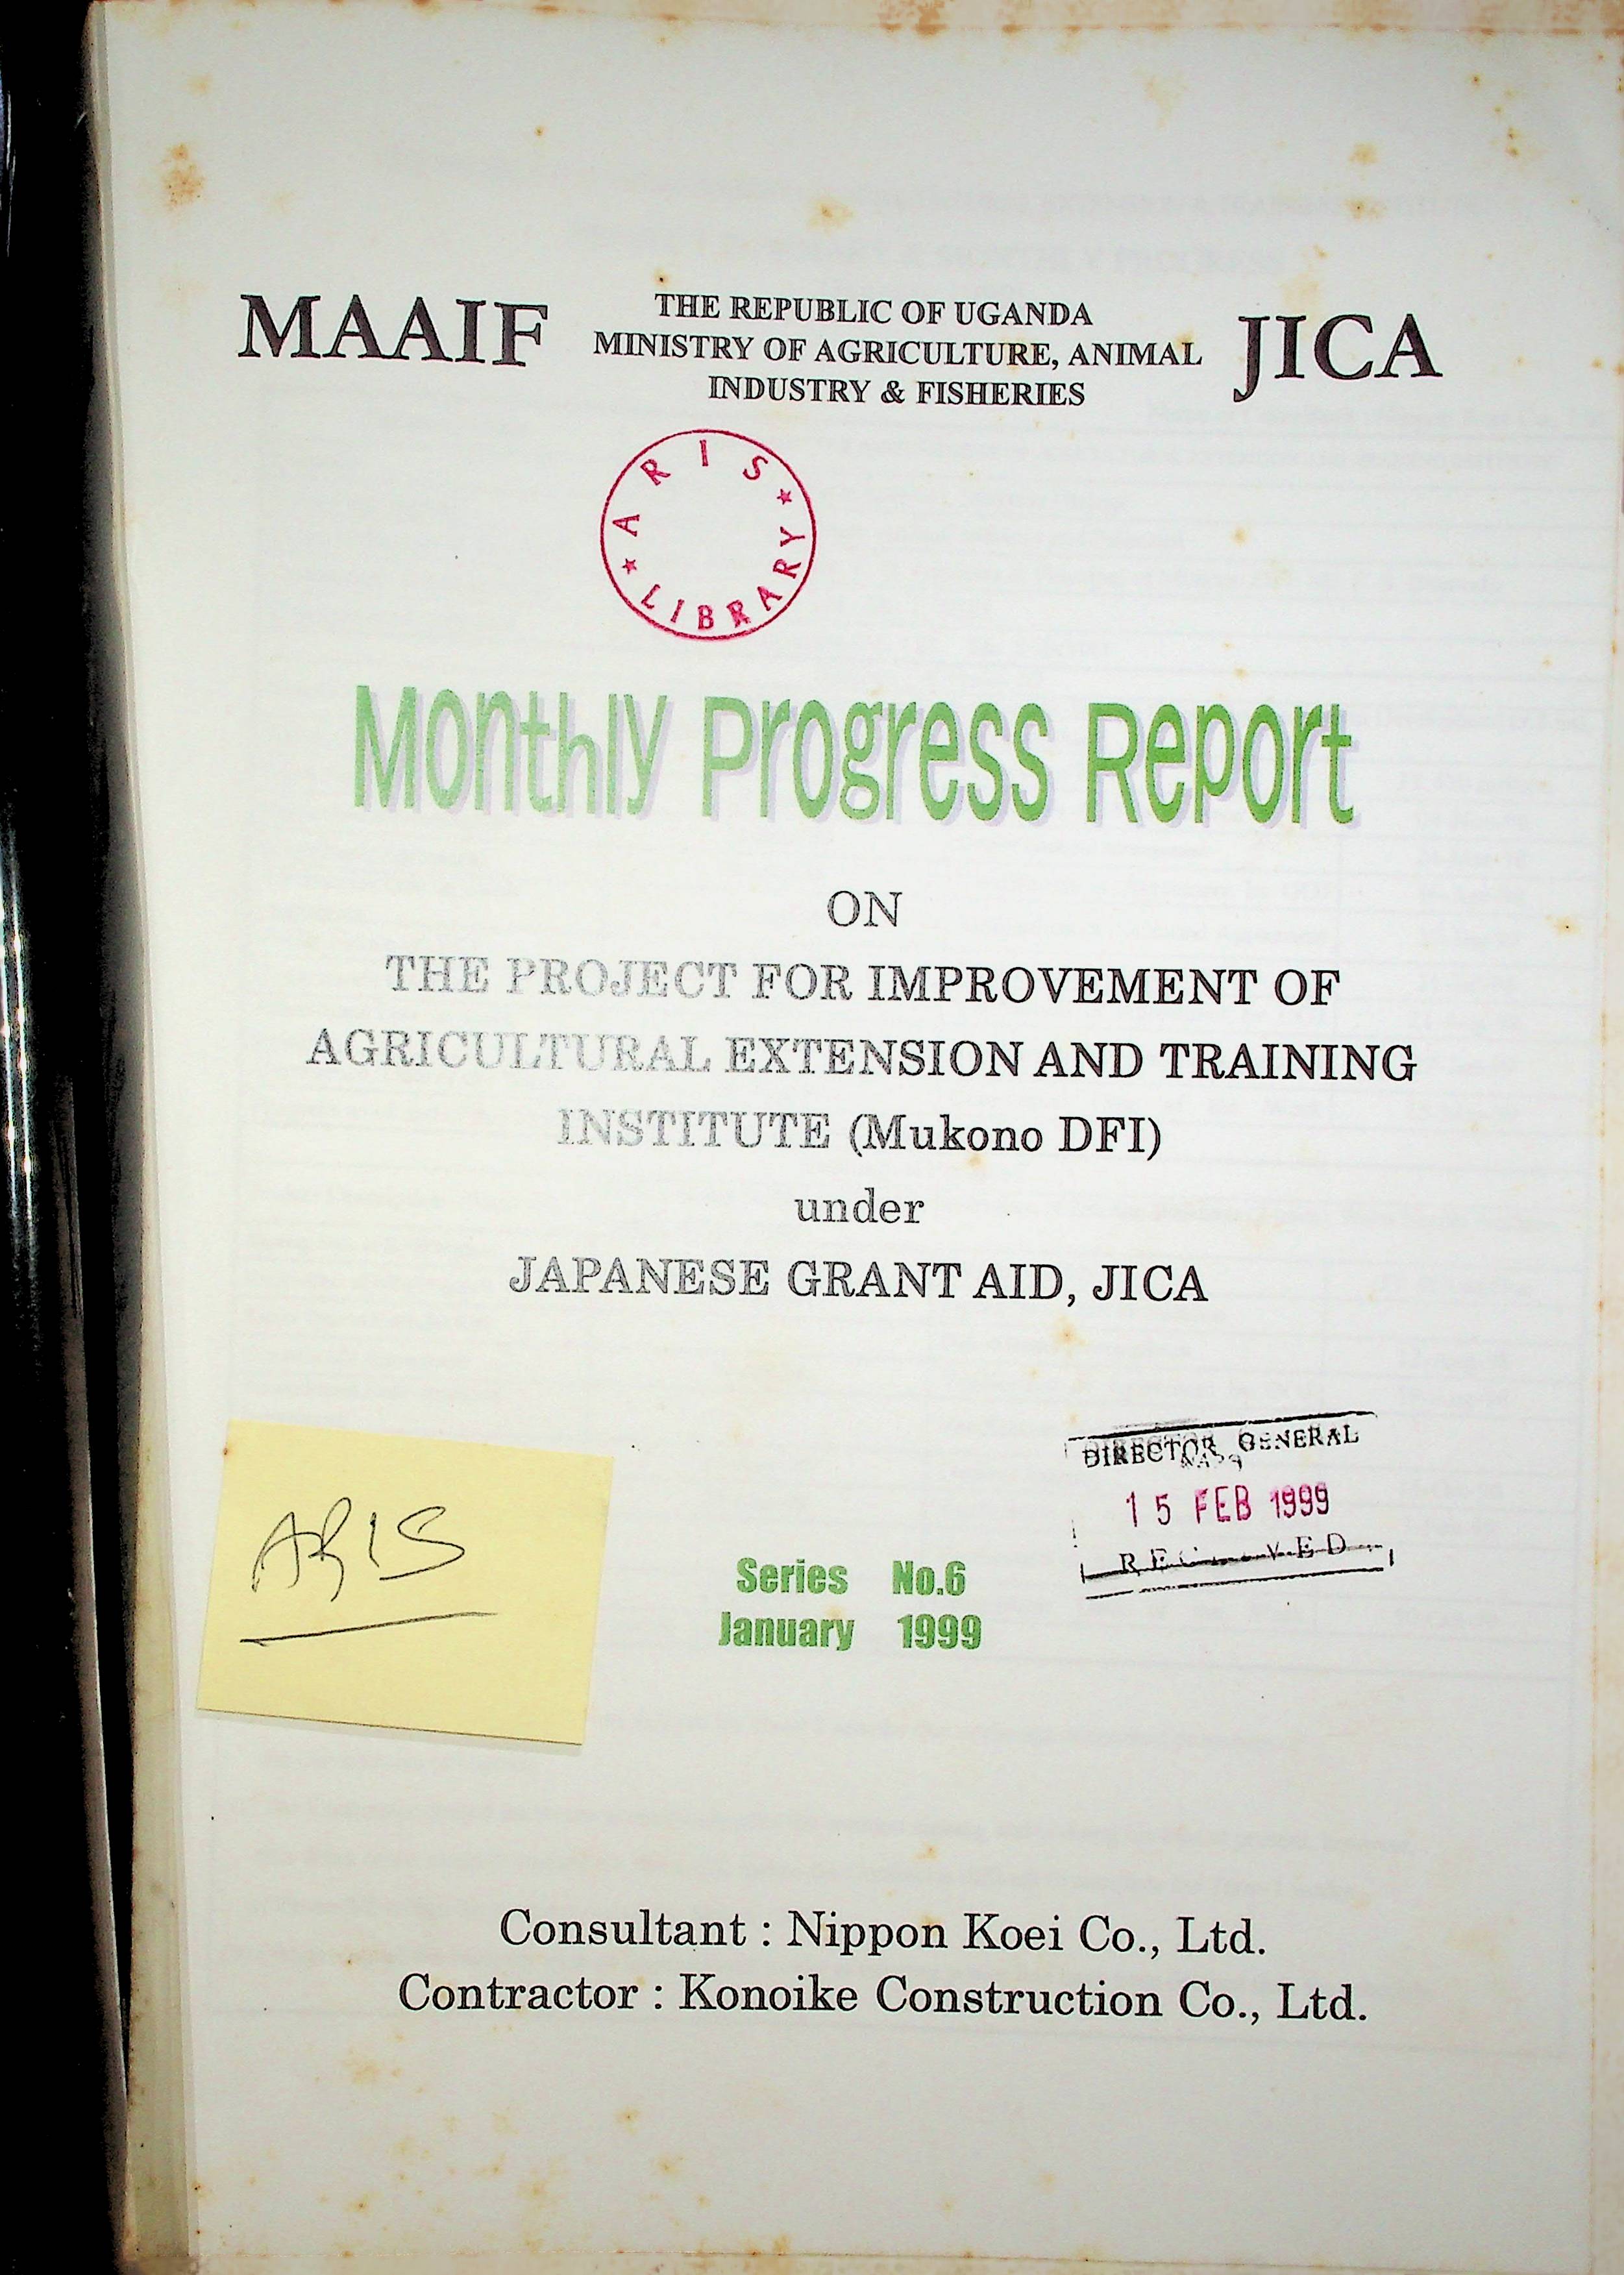 MAAIF
THE REPUBLIC OF UGANDA
MINISTRY OF AGRICULTURE, ANIMAL
INDUSTRY & FISHERIES
JICA
ARIS
LIBRARY
Monthly Progress Report
ON
THE PROJECT FOR IMPROVEMENT OF
AGRICULTURAL EXTENSION AND TRAINING
INSTITUTE (Mukono DFI)
under
JAPANESE GRANT AID, JICA
DIRECTOR GENERAL
15 FEB 1999
RECEIVED
ARIS
Series No.6
January 1999
Consultant : Nippon Koei Co., Ltd.
Contractor : Konoike Construction Co., Ltd.